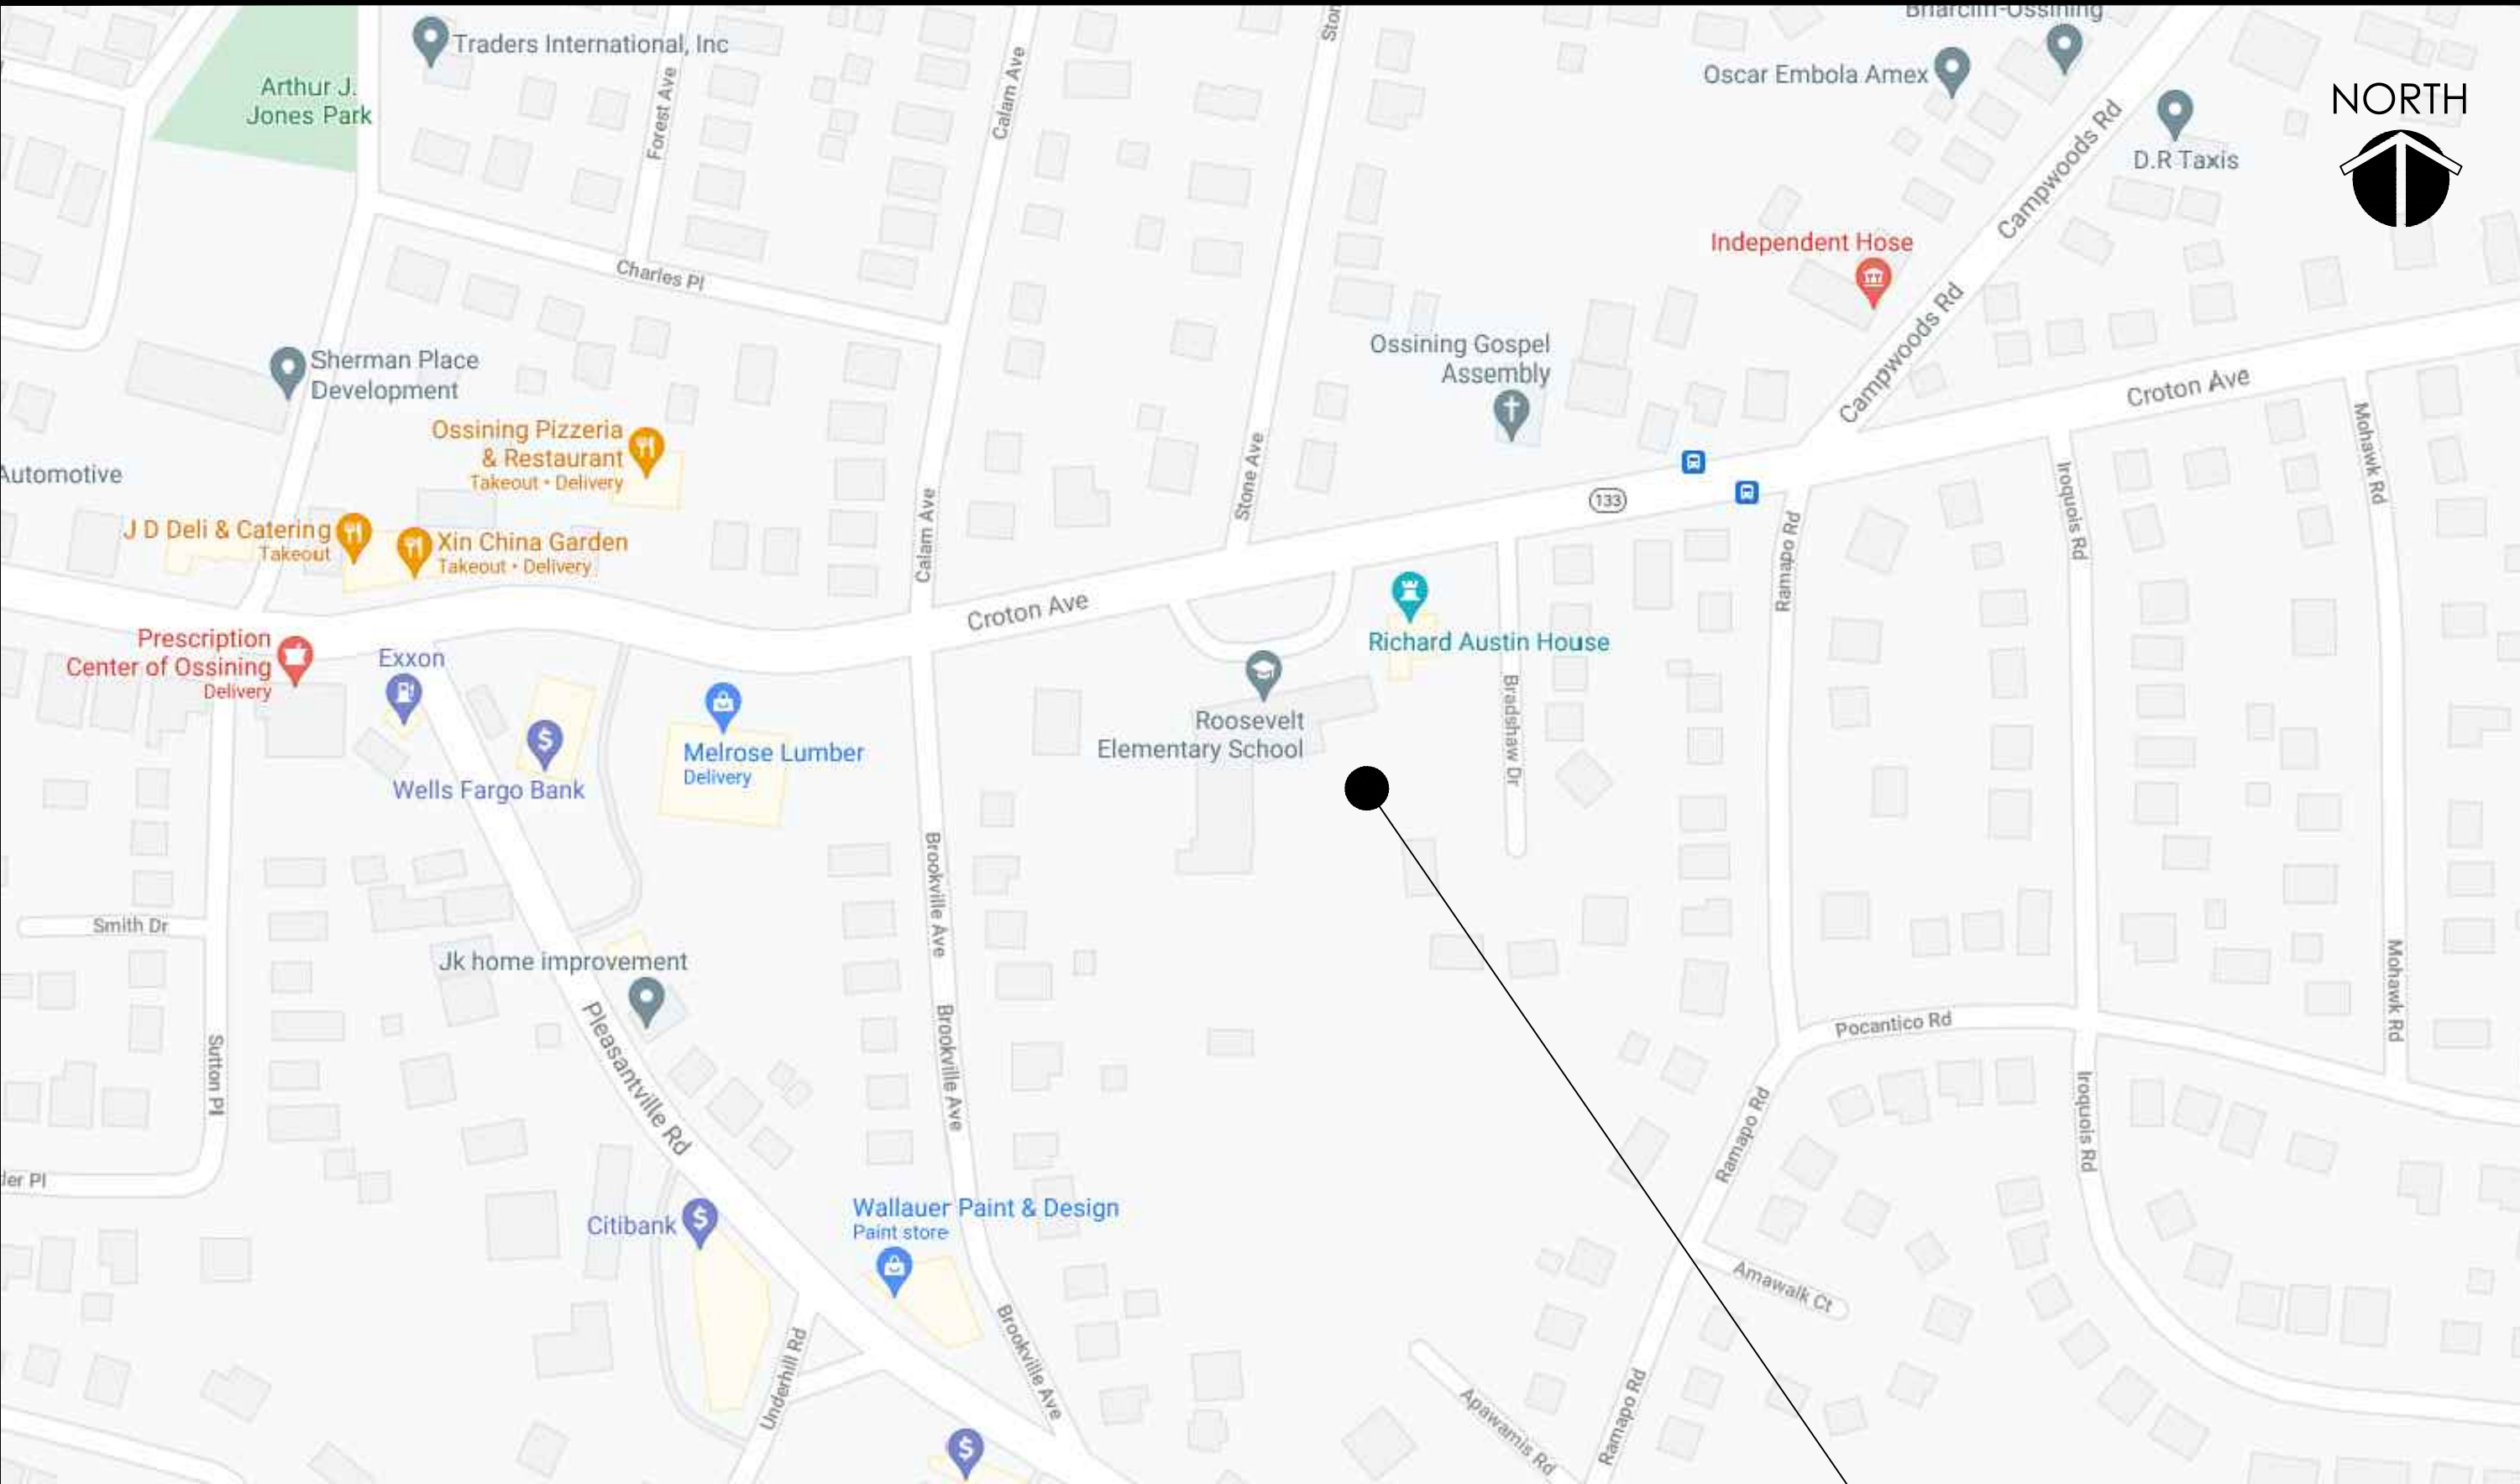 Briarcliff-Ossining
Traders International, Inc
Arthur J.
Jones Park
Forest Ave
Calam Ave
Oscar Embola Amex
Campwoods Rd
NORTH
D.R Taxis
Independent Hose
Charles Pl
Campwoods Rd
Ossining Gospel
Assembly
Sherman Place
Development
Croton Ave
Mohawk Rd
Ossining Pizzeria
& Restaurant
Takeout • Delivery
Automotive
Stone Ave
133
Iroquois Rd
J D Deli & Catering
Takeout
Xin China Garden
Takeout • Delivery
Calam Ave
Ramapo Rd
Croton Ave
Prescription
Center of Ossining
Delivery
Exxon
Richard Austin House
Roosevelt
Elementary School
Bradshaw Dr
Melrose Lumber
Delivery
Wells Fargo Bank
Brookville Ave
Smith Dr
Jk home improvement
Mohawk Rd
Pocantico Rd
Sutton Pl
Pleasantville Rd
Brookville Ave
Ramapo Rd
Iroquois Rd
ler Pl
Citibank
Wallauer Paint & Design
Paint store
Amawalk Ct
Underhill Rd
Brookville Ave
Apawamis Rd
Ramapo Rd